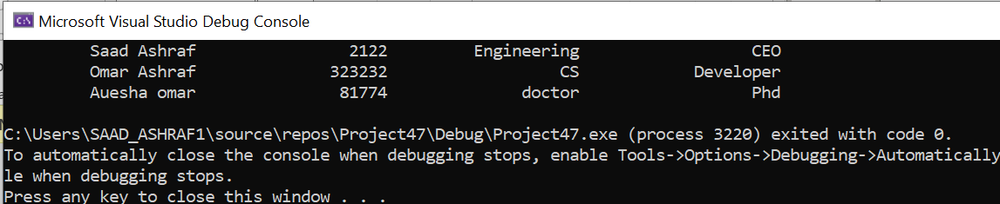 C:\ Microsoft Visual Studio Debug Console
Saad Ashraf 2122 Engineering CEO
Omar Ashraf 323232 CS Developer
Auesha omar 81774 doctor Phd
C:\Users\SAAD_ASHRAF1\source\repos\Project47\Debug\Project47.exe (process 3220) exited with code 0.
To automatically close the console when debugging stops, enable Tools->Options->Debugging->Automatically
le when debugging stops.
Press any key to close this window . . .